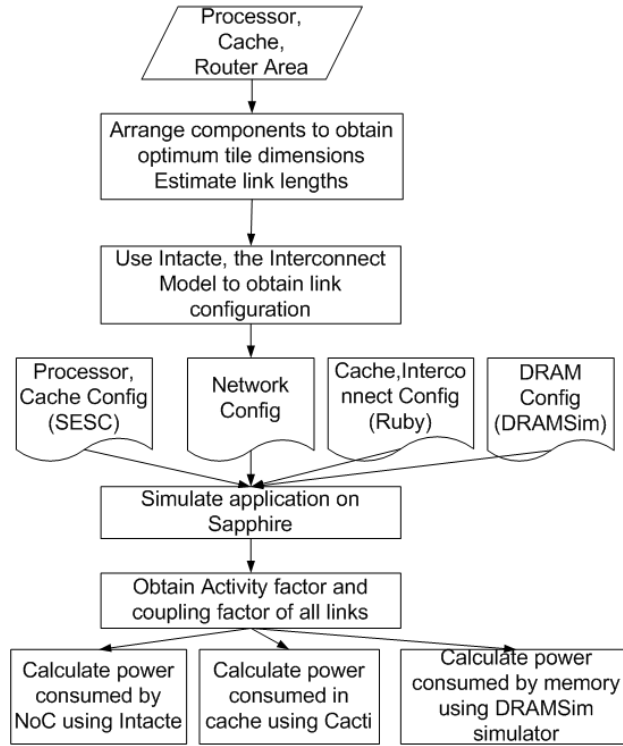 Processor,
Cache,
Router Area
Arrange components to obtain
optimum tile dimensions
Estimate link lengths
Use Intacte, the Interconnect
Model to obtain link
configuration
Processor,
Cache Config
(SESC)
Network
Config
Cache,Interco
nnect Config
(Ruby)
DRAM
Config
(DRAMSim)
Simulate application on
Sapphire
Obtain Activity factor and
coupling factor of all links
Calculate power
consumed by
NoC using Intacte
Calculate power
consumed in
cache using Cacti
Calculate power
consumed by memory
using DRAMSim
simulator